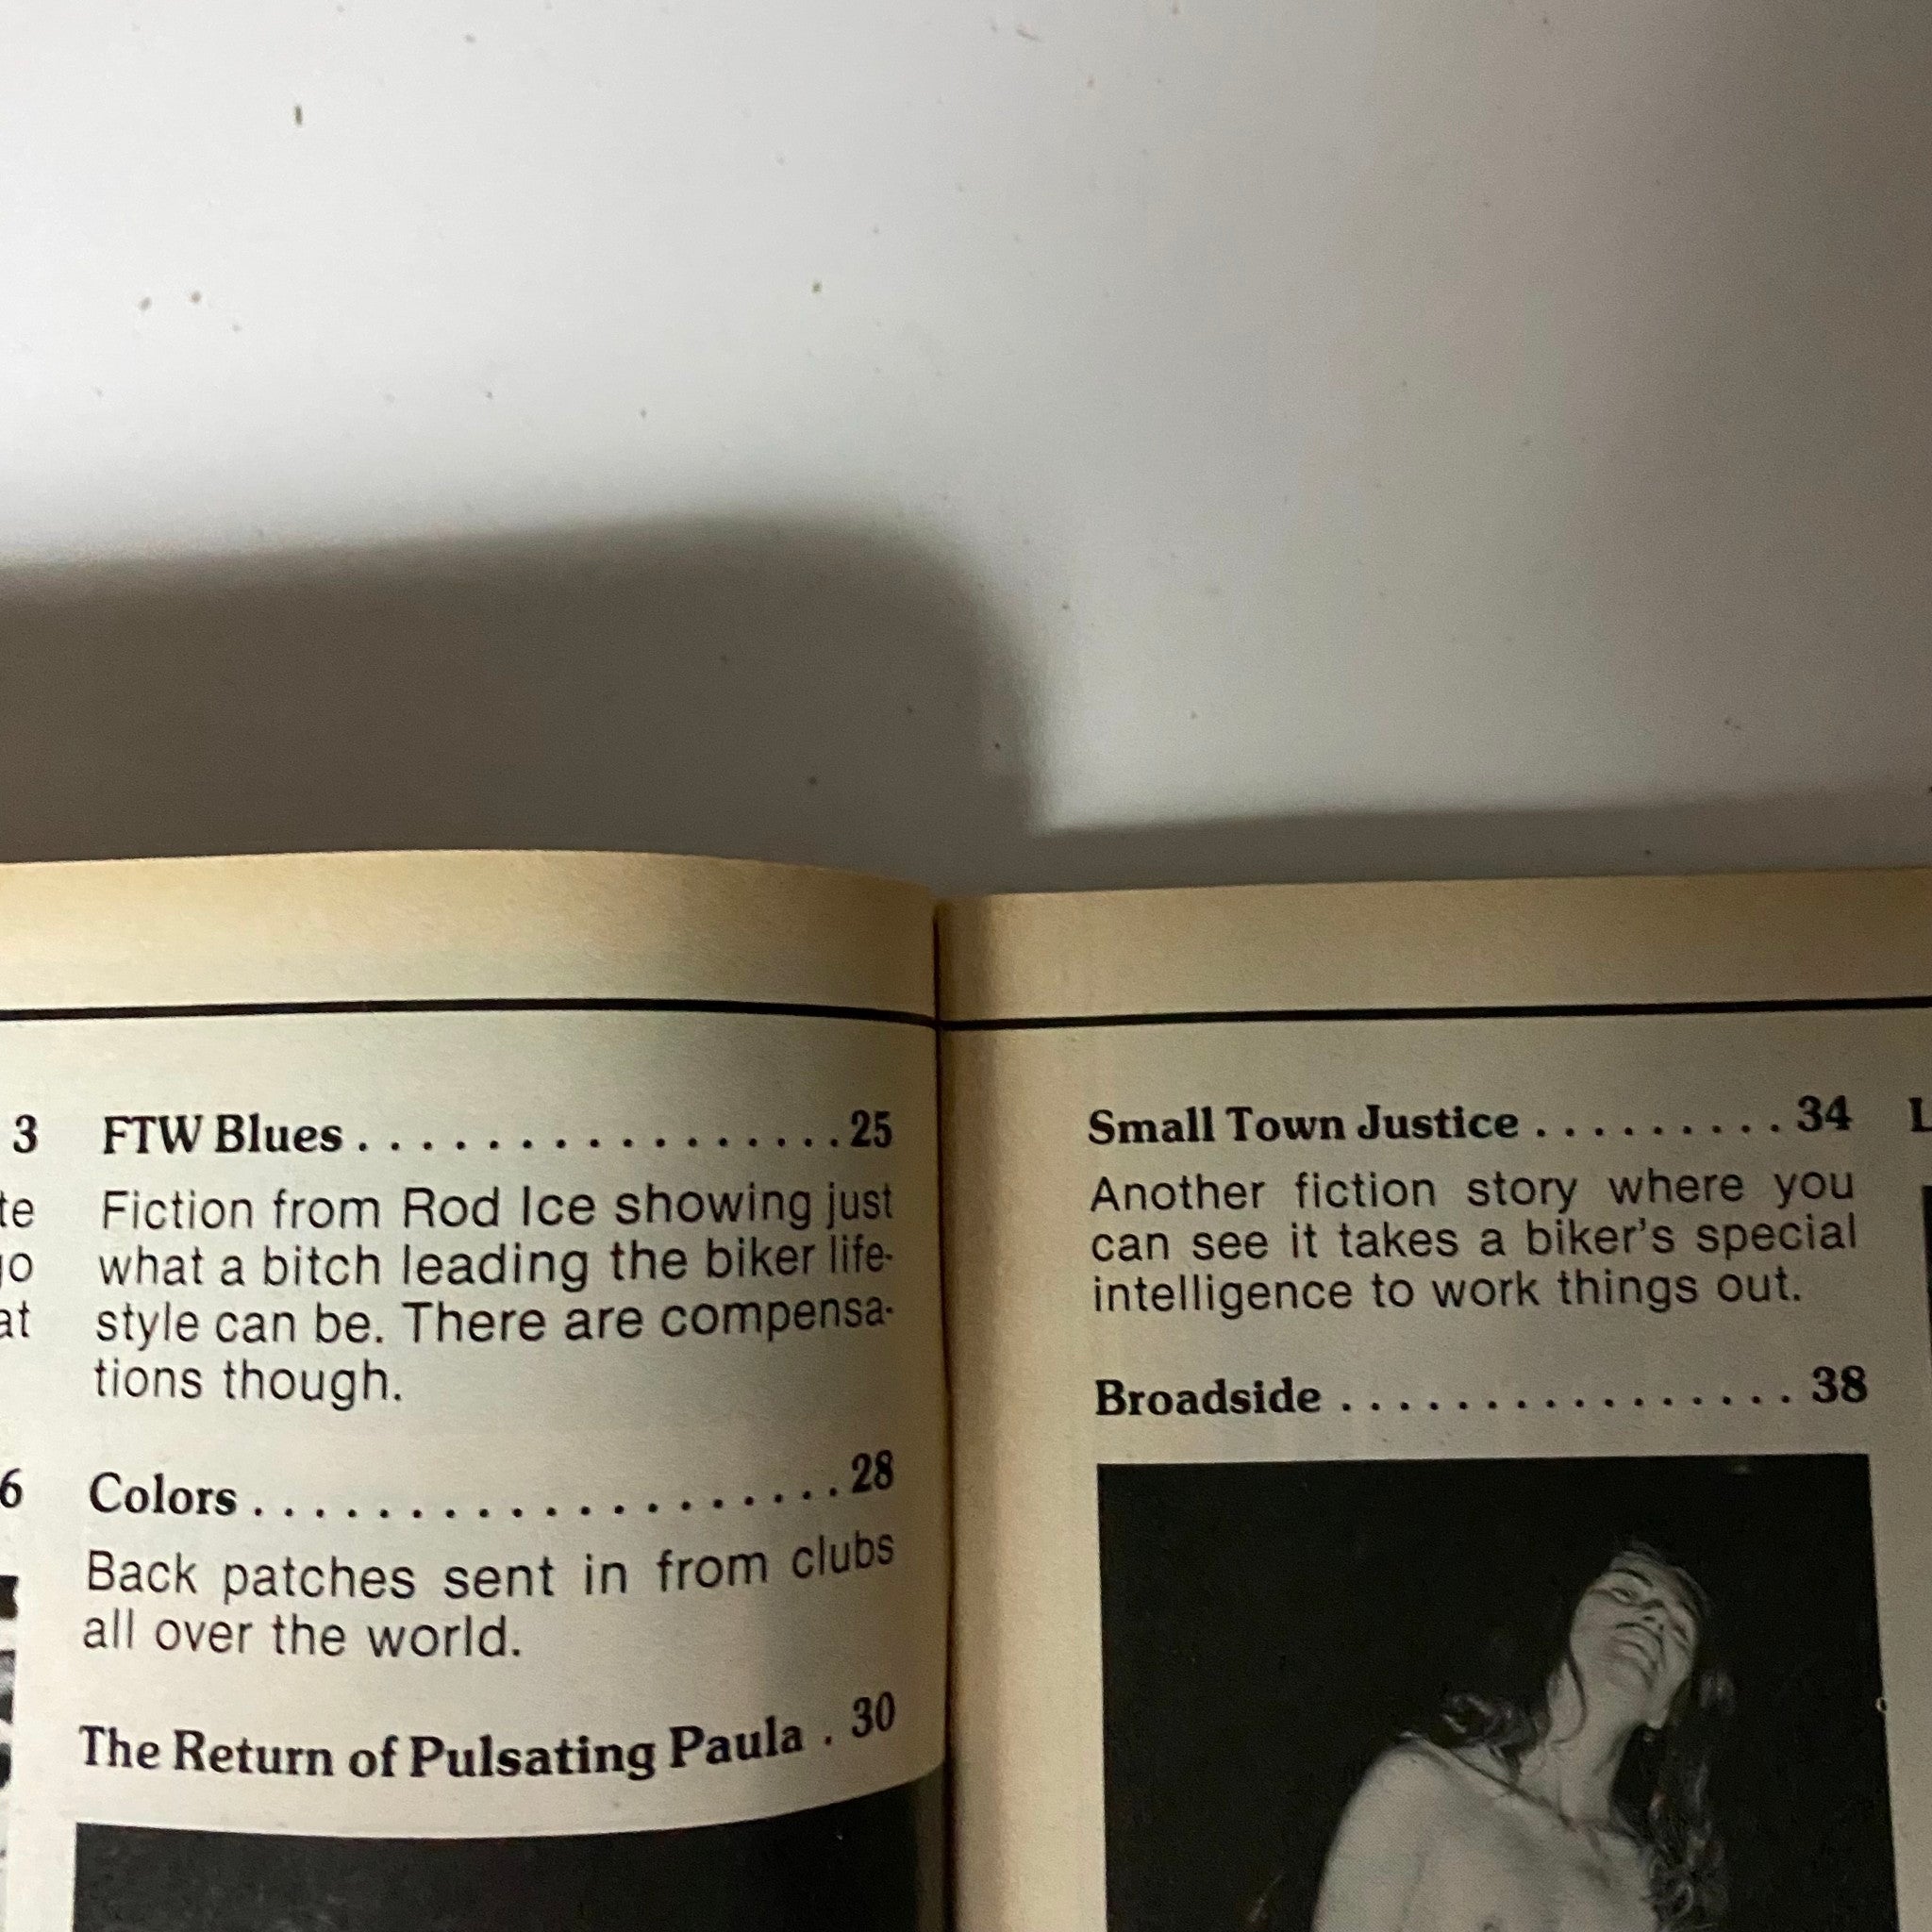 3
te
go
at
6
FTW Blues . . . . . . . . . . . . . . . . . 25
Fiction from Rod Ice showing just
what a bitch leading the biker life-
style can be. There are compensa-
tions though.
Colors . . . . . . . . . . . . . . . . . . . 28
Back patches sent in from clubs
all over the world.
The Return of Pulsating Paula . 30
Small Town Justice . . . . . . . . . 34
Another fiction story where you
can see it takes a biker's special
intelligence to work things out.
Broadside . . . . . . . . . . . . . . . . 38
L